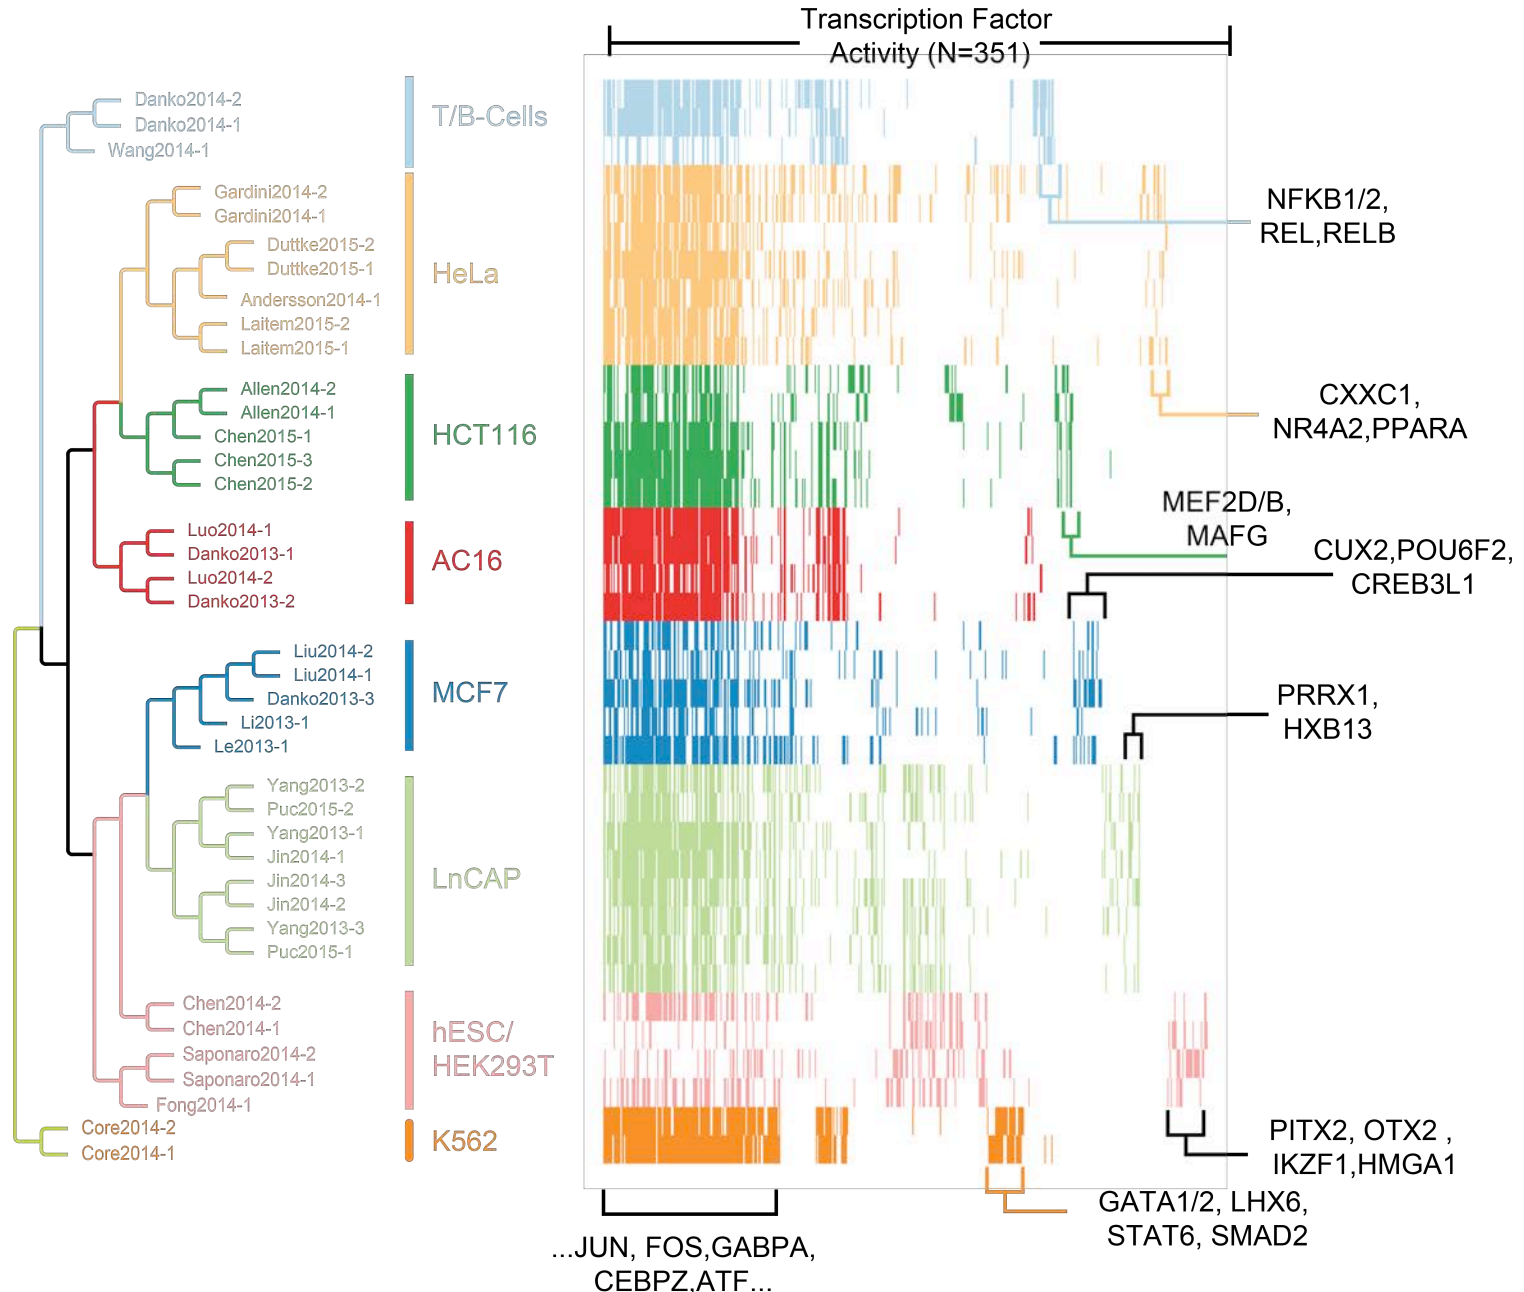 Transcription Factor
Activity (N=351)
Danko2014-2
Danko2014-1
Wang2014-1
T/B-Cells
Gardini2014-2
Gardini2014-1
Duttke2015-2
Duttke2015-1
Andersson2014-1
Laitem2015-2
Laitem2015-1
HeLa
Allen2014-2
Allen2014-1
Chen2015-1
Chen2015-3
Chen2015-2
HCT116
Luo2014-1
Danko2013-1
Luo2014-2
Danko2013-2
AC16
Liu2014-2
Liu2014-1
Danko2013-3
Li2013-1
Le2013-1
MCF7
Yang2013-2
Puc2015-2
Yang2013-1
Jin2014-1
Jin2014-3
Jin2014-2
Yang2013-3
Puc2015-1
LnCAP
Chen2014-2
Chen2014-1
Saponaro2014-2
Saponaro2014-1
Fong2014-1
hESC/
HEK293T
Core2014-2
Core2014-1
K562
NFKB1/2,
REL,RELB
CXXC1,
NR4A2,PPARA
MEF2D/B,
MAFG
CUX2,POU6F2,
CREB3L1
PRRX1,
HXB13
PITX2, OTX2 ,
IKZF1,HMGA1
GATA1/2, LHX6,
STAT6, SMAD2
...JUN, FOS,GABPA,
CEBPZ,ATF...